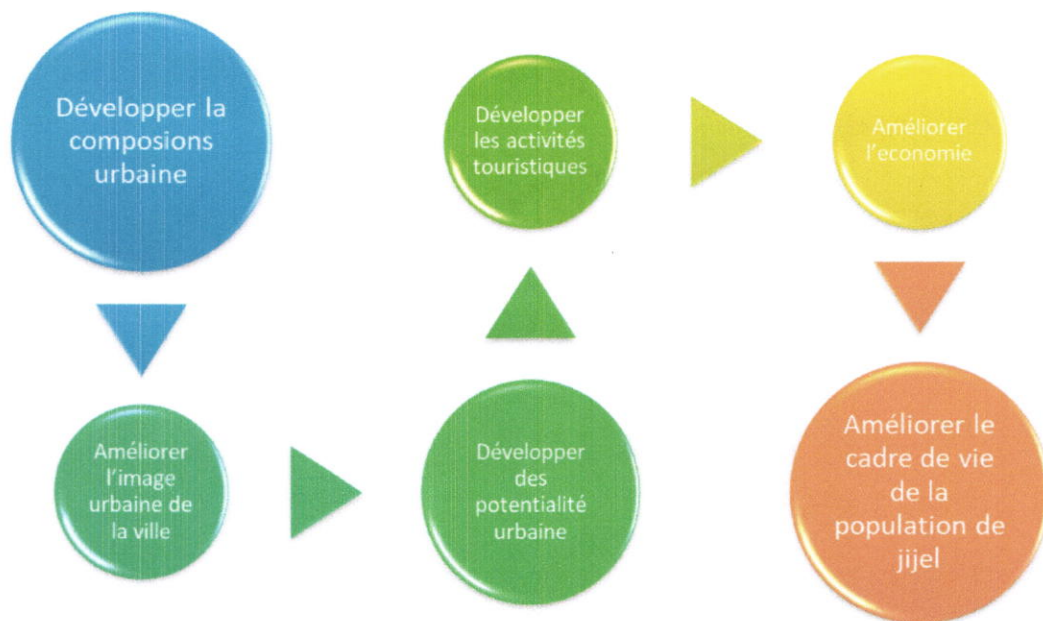 Développer la
composions
urbaine
Améliorer
l'image
urbaine de
la ville
Développer
des
potentialité
urbaine
Développer
les activités
touristiques
Améliorer
l'economie
Améliorer le
cadre de vie
de la
population de
jijel